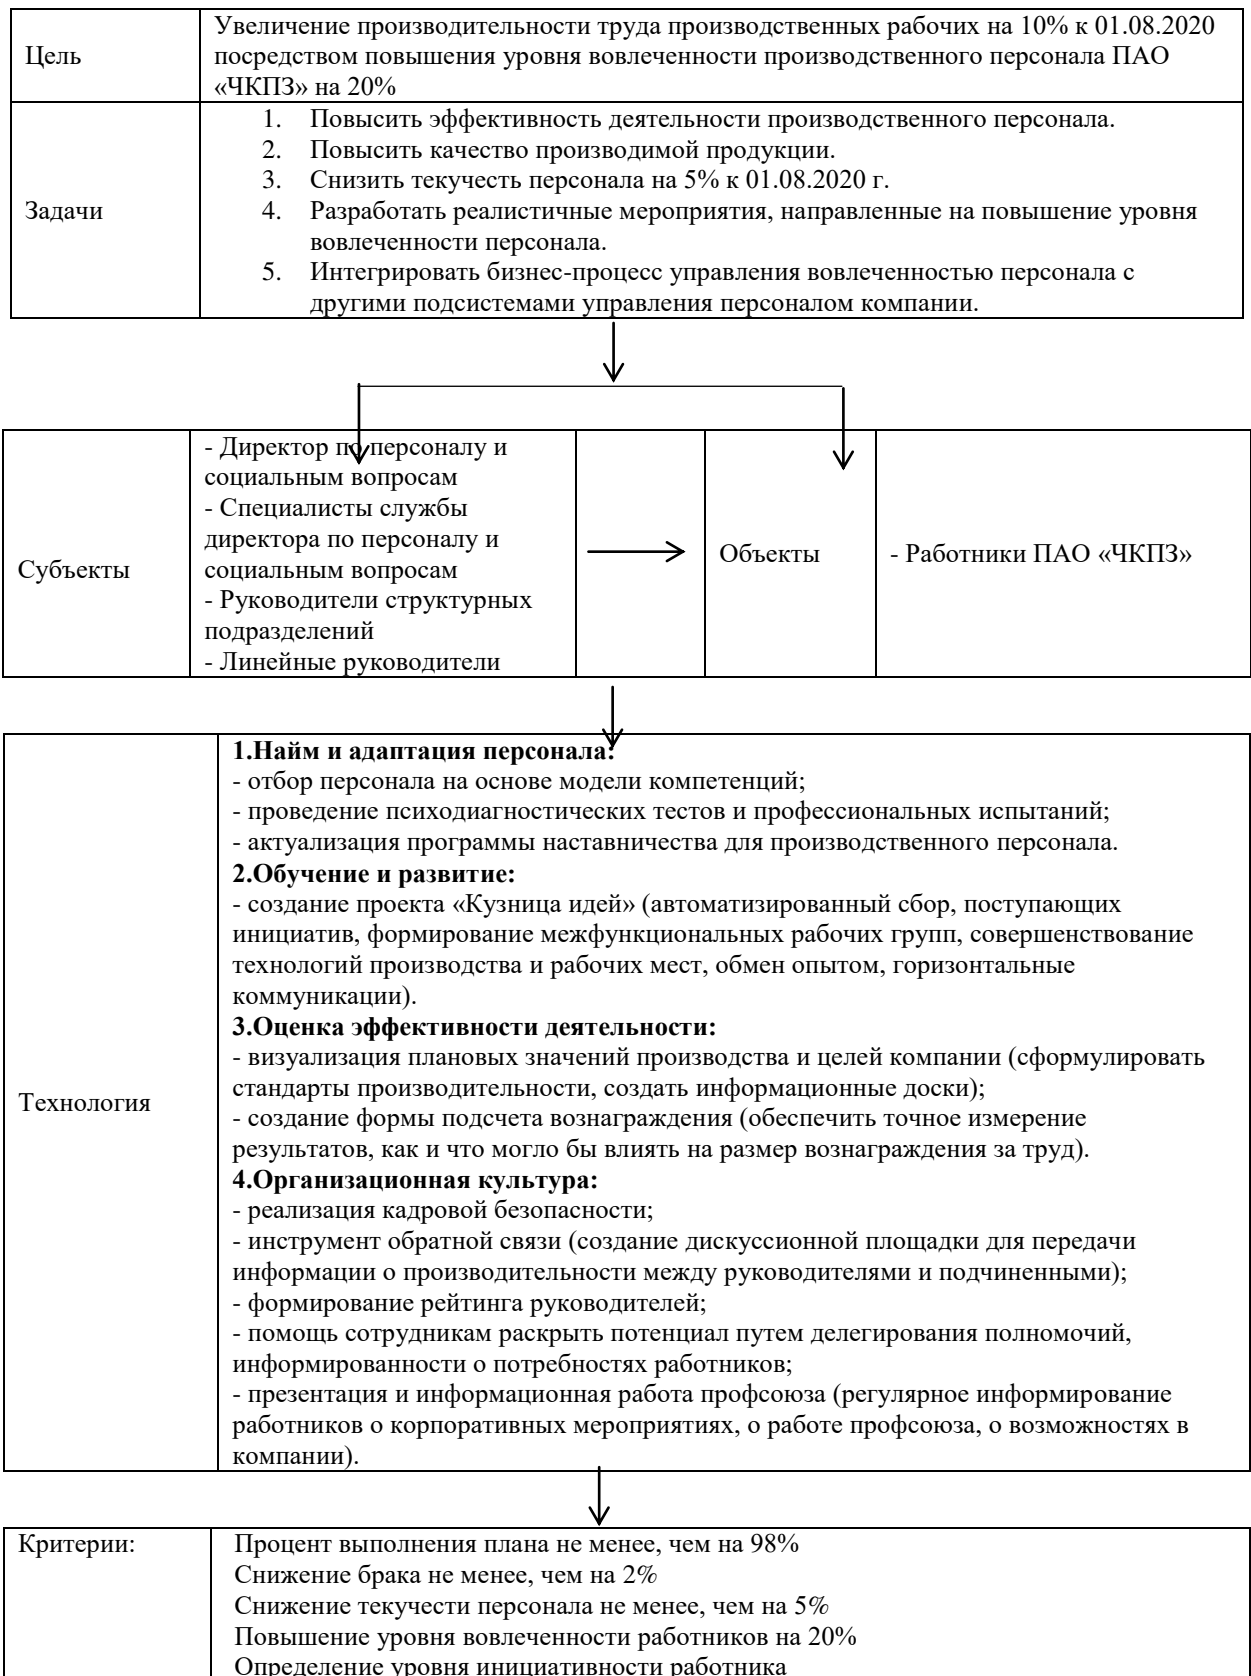 Цель
Увеличение производительности труда производственных рабочих на 10% к 01.08.2020
посредством повышения уровня вовлеченности производственного персонала ПАО
«ЧКПЗ» на 20%
Задачи
1. Повысить эффективность деятельности производственного персонала.
2. Повысить качество производимой продукции.
3. Снизить текучесть персонала на 5% к 01.08.2020 г.
4. Разработать реалистичные мероприятия, направленные на повышение уровня
вовлеченности персонала.
5. Интегрировать бизнес-процесс управления вовлеченностью персонала с
другими подсистемами управления персоналом компании.
Субъекты
- Директор по персоналу и
социальным вопросам
- Специалисты службы
директора по персоналу и
социальным вопросам
- Руководители структурных
подразделений
- Линейные руководители
Объекты
- Работники ПАО «ЧКПЗ»
Технология
1.Найм и адаптация персонала:
- отбор персонала на основе модели компетенций;
- проведение психодиагностических тестов и профессиональных испытаний;
- актуализация программы наставничества для производственного персонала.
2.Обучение и развитие:
- создание проекта «Кузница идей» (автоматизированный сбор, поступающих
инициатив, формирование межфункциональных рабочих групп, совершенствование
технологий производства и рабочих мест, обмен опытом, горизонтальные
коммуникации).
3.Оценка эффективности деятельности:
- визуализация плановых значений производства и целей компании (сформулировать
стандарты производительности, создать информационные доски);
- создание формы подсчета вознаграждения (обеспечить точное измерение
результатов, как и что могло бы влиять на размер вознаграждения за труд).
4.Организационная культура:
- реализация кадровой безопасности;
- инструмент обратной связи (создание дискуссионной площадки для передачи
информации о производительности между руководителями и подчиненными);
- формирование рейтинга руководителей;
- помощь сотрудникам раскрыть потенциал путем делегирования полномочий,
информированности о потребностях работников;
- презентация и информационная работа профсоюза (регулярное информирование
работников о корпоративных мероприятиях, о работе профсоюза, о возможностях в
компании).
Критерии:
Процент выполнения плана не менее, чем на 98%
Снижение брака не менее, чем на 2%
Снижение текучести персонала не менее, чем на 5%
Повышение уровня вовлеченности работников на 20%
Определение уровня инициативности работника